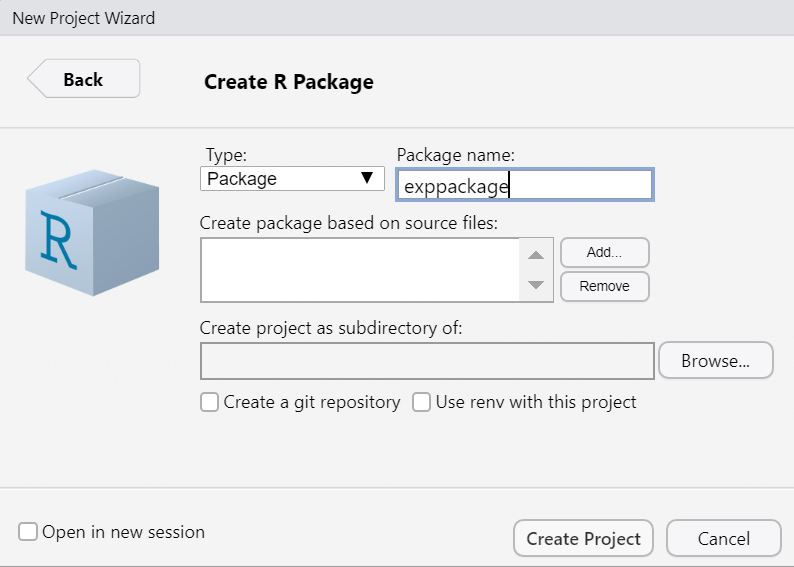 New Project Wizard
Back
Create R Package
Type:
Package name:
Package
exppackage
R
Create package based on source files:
Add...
Remove
Create project as subdirectory of:
Browse...
Create a git repository
Use renv with this project
Open in new session
Create Project
Cancel